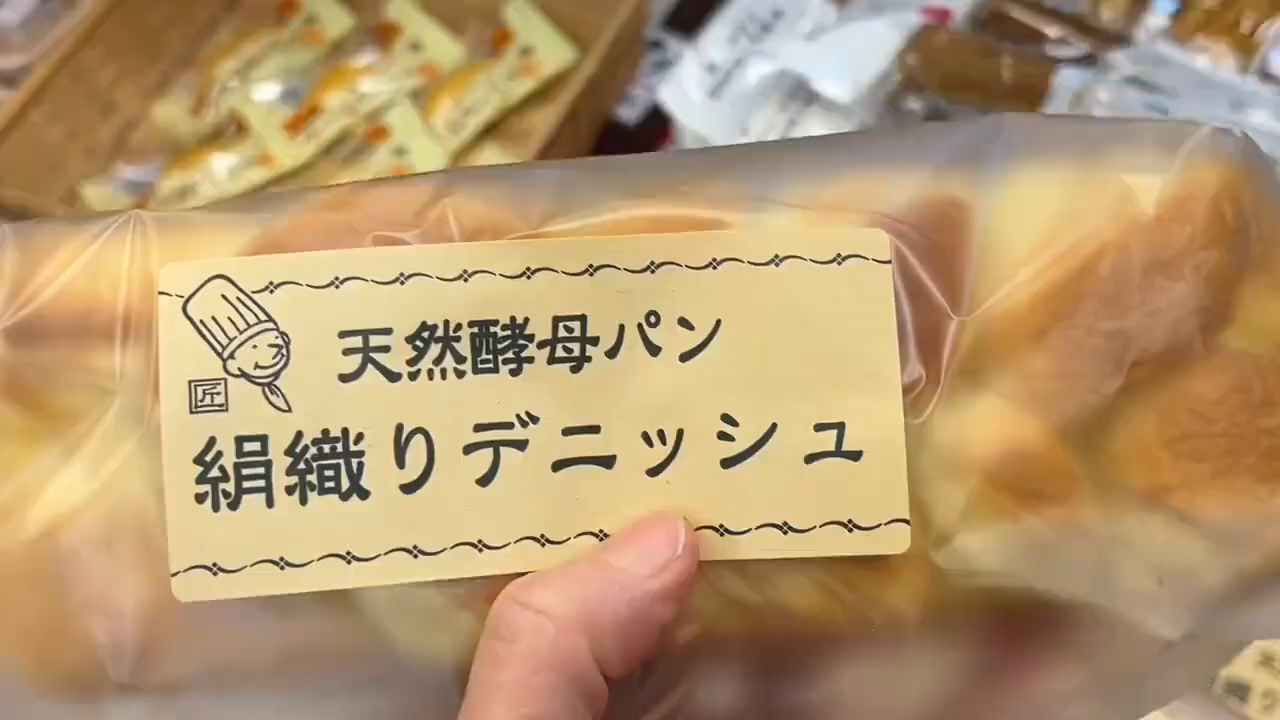 天然酵母パン
匠
絹織りデニッシュ